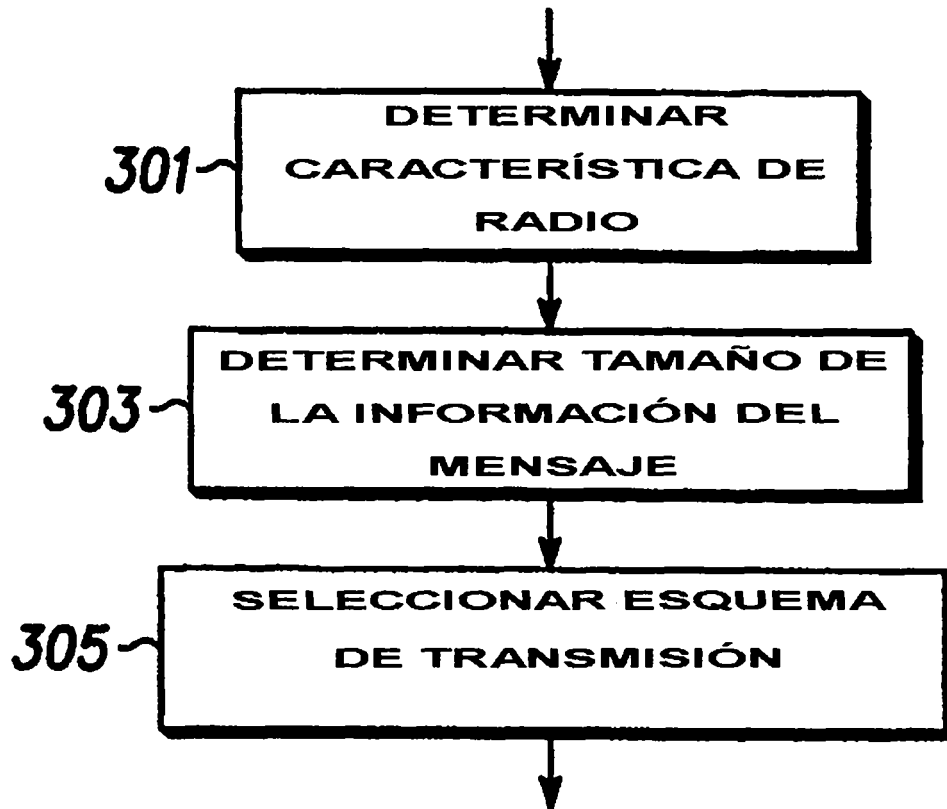 DETERMINAR
301
CARACTERÍSTICA DE
RADIO
DETERMINAR TAMAÑO DE
303
LA INFORMACIÓN DEL
MENSAJE
SELECCIONAR ESQUEMA
305
DE TRANSMISIÓN